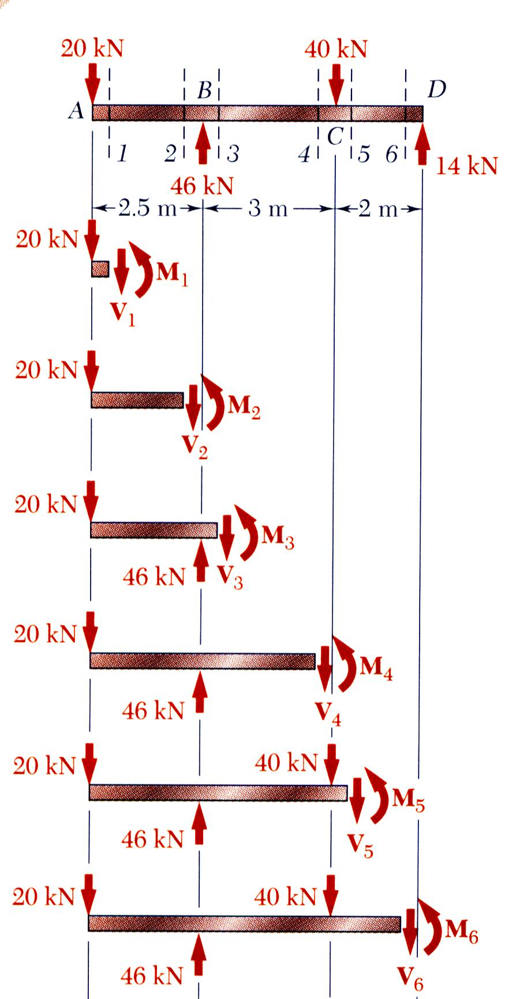 20 kN 40 kN
A B D
1 2 3 4 C 5 6
46 kN 14 kN
2.5 m 3 m 2 m
20 kN
M1
V1
20 kN
M2
V2
20 kN
M3
46 kN V3
20 kN
M4
46 kN V4
20 kN 40 kN
M5
46 kN V5
20 kN 40 kN
M6
46 kN V6